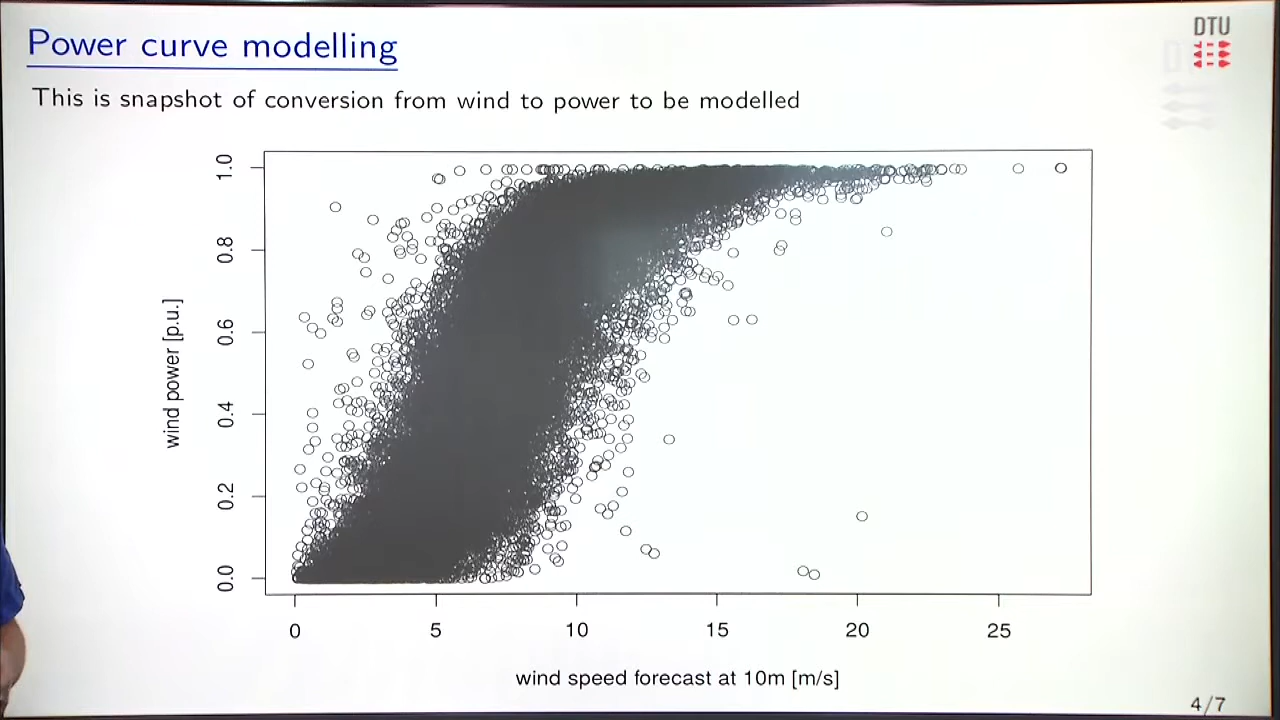 Power curve modelling
DTU
This is snapshot of conversion from wind to power to be modelled
1.0
0.8
0.6
0.4
0.2
0.0
wind power [p.u.]
0 5 10 15 20 25
wind speed forecast at 10m [m/s]
4/7